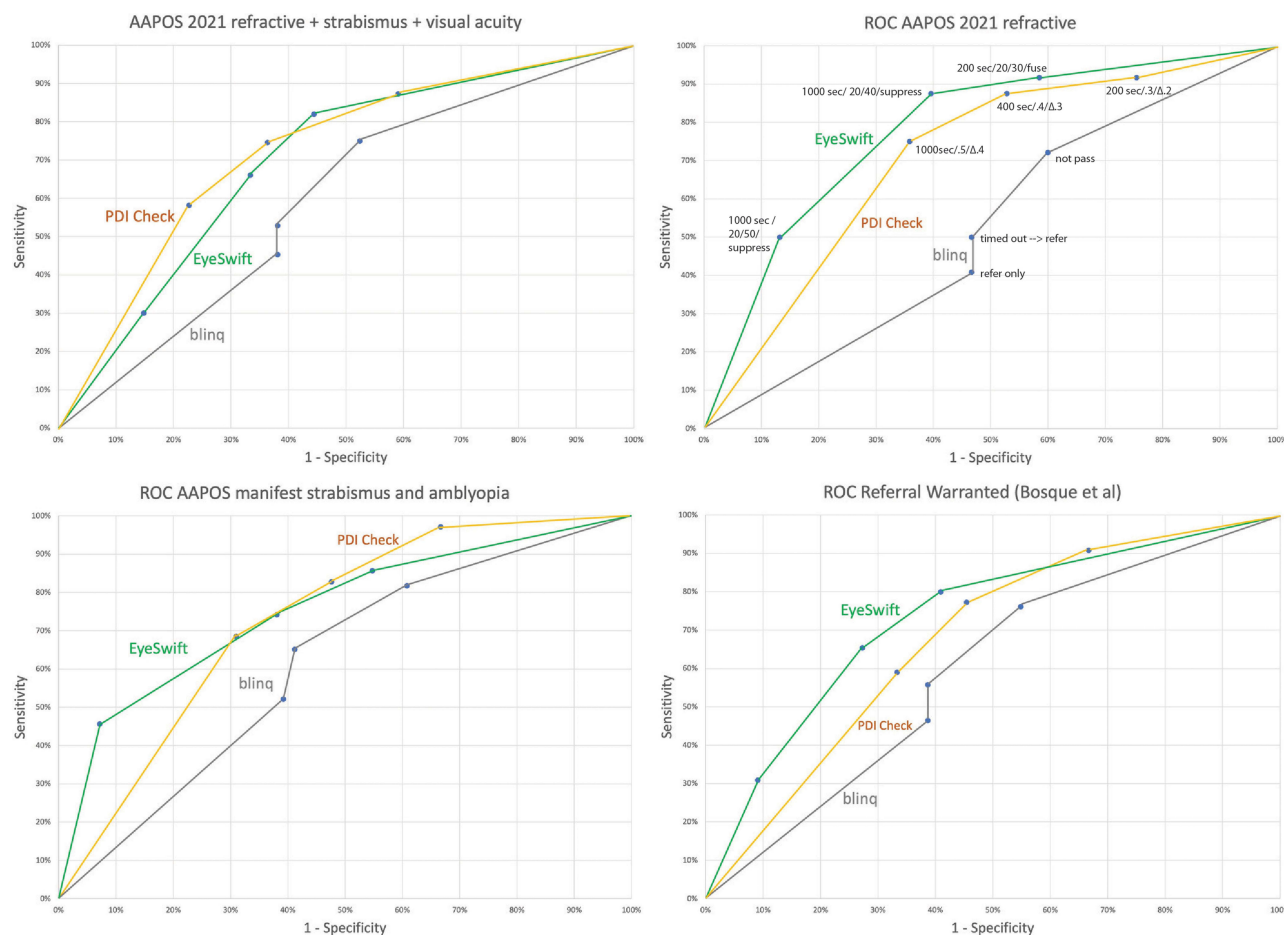 AAPOS 2021 refractive + strabismus + visual acuity
100%
90%
80%
70%
60%
50%
40%
30%
20%
10%
0%
Sensitivity
PDI Check
EyeSwift
blinq
0% 10% 20% 30% 40% 50% 60% 70% 80% 90% 100%
1 - Specificity
ROC AAPOS 2021 refractive
100%
90%
80%
70%
60%
50%
40%
30%
20%
10%
0%
Sensitivity
200 sec/20/30/fuse
1000 sec/ 20/40/suppress
200 sec/.3/Δ.2
400 sec/.4/Δ.3
EyeSwift
1000sec/.5/Δ.4
not pass
PDI Check
1000 sec /
20/50/
suppress
timed out --> refer
blinq
refer only
0% 10% 20% 30% 40% 50% 60% 70% 80% 90% 100%
1 - Specificity
ROC AAPOS manifest strabismus and amblyopia
100%
90%
80%
70%
60%
50%
40%
30%
20%
10%
0%
Sensitivity
PDI Check
EyeSwift
blinq
0% 10% 20% 30% 40% 50% 60% 70% 80% 90% 100%
1 - Specificity
ROC Referral Warranted (Bosque et al)
100%
90%
80%
70%
60%
50%
40%
30%
20%
10%
0%
Sensitivity
EyeSwift
PDI Check
blinq
0% 10% 20% 30% 40% 50% 60% 70% 80% 90% 100
1 - Specificity